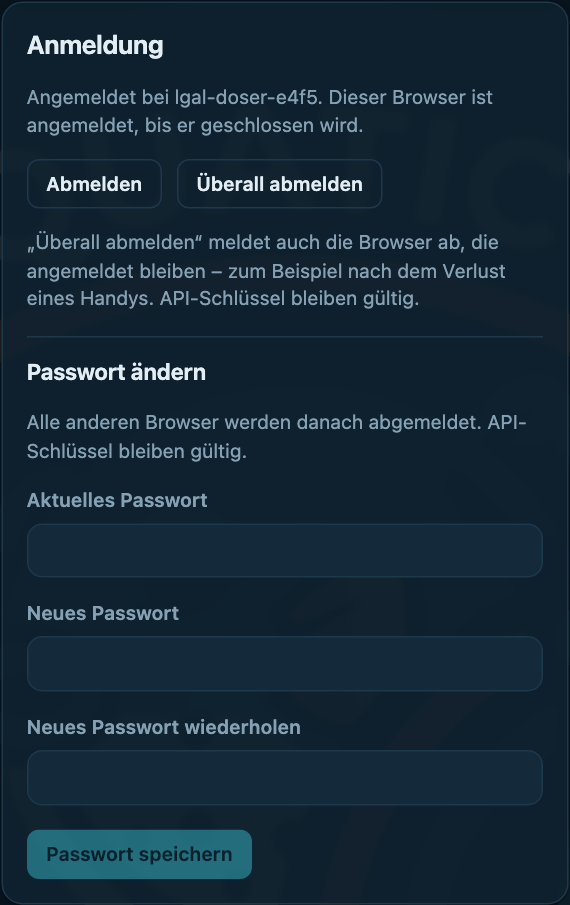 Anmeldung
Angemeldet bei lgal-doser-e4f5. Dieser Browser ist
angemeldet, bis er geschlossen wird.
Abmelden Überall abmelden
„Überall abmelden“ meldet auch die Browser ab, die
angemeldet bleiben – zum Beispiel nach dem Verlust
eines Handys. API-Schlüssel bleiben gültig.
Passwort ändern
Alle anderen Browser werden danach abgemeldet. API-
Schlüssel bleiben gültig.
Aktuelles Passwort
Neues Passwort
Neues Passwort wiederholen
Passwort speichern